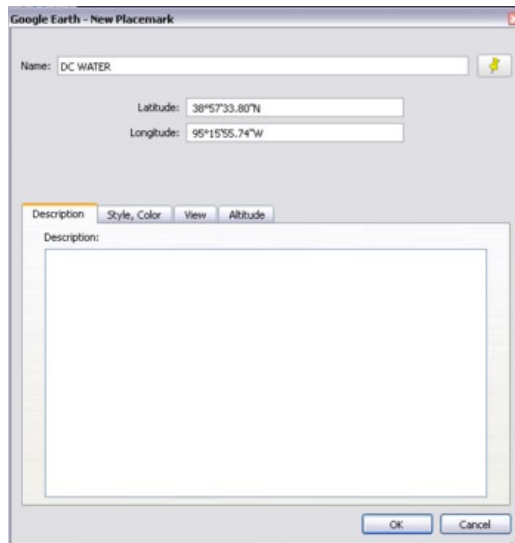 Google Earth - New Placemark
Name: DC WATER
Latitude: 38°57'33.80"N
Longitude: 95°15'55.74"W
Description Style, Color View Altitude
Description:
OK Cancel